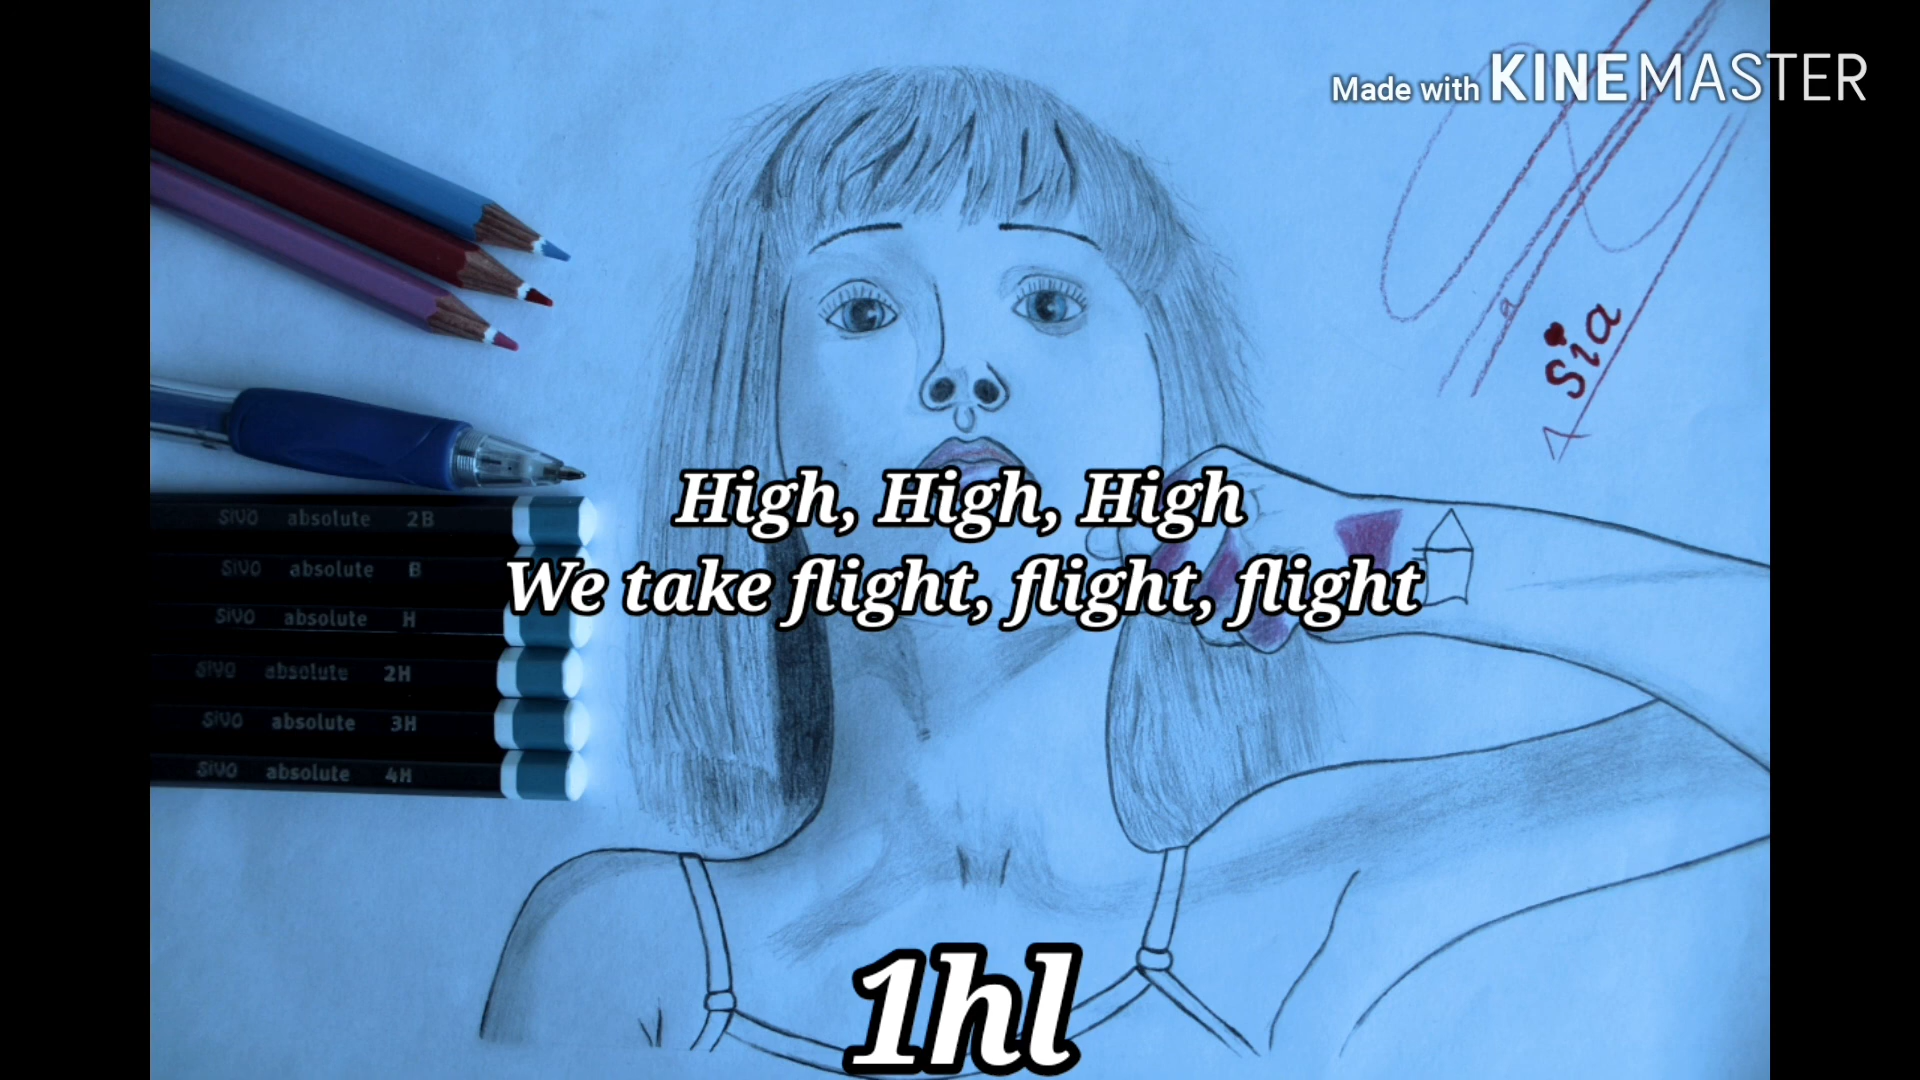 Made with KINEMASTER
sia
High, High, High
We take flight, flight, flight
SIVO absolute 2B
SIVO absolute B
SIVO absolute H
SIVO absolute 2H
SIVO absolute 3H
SIVO absolute 4H
1hl